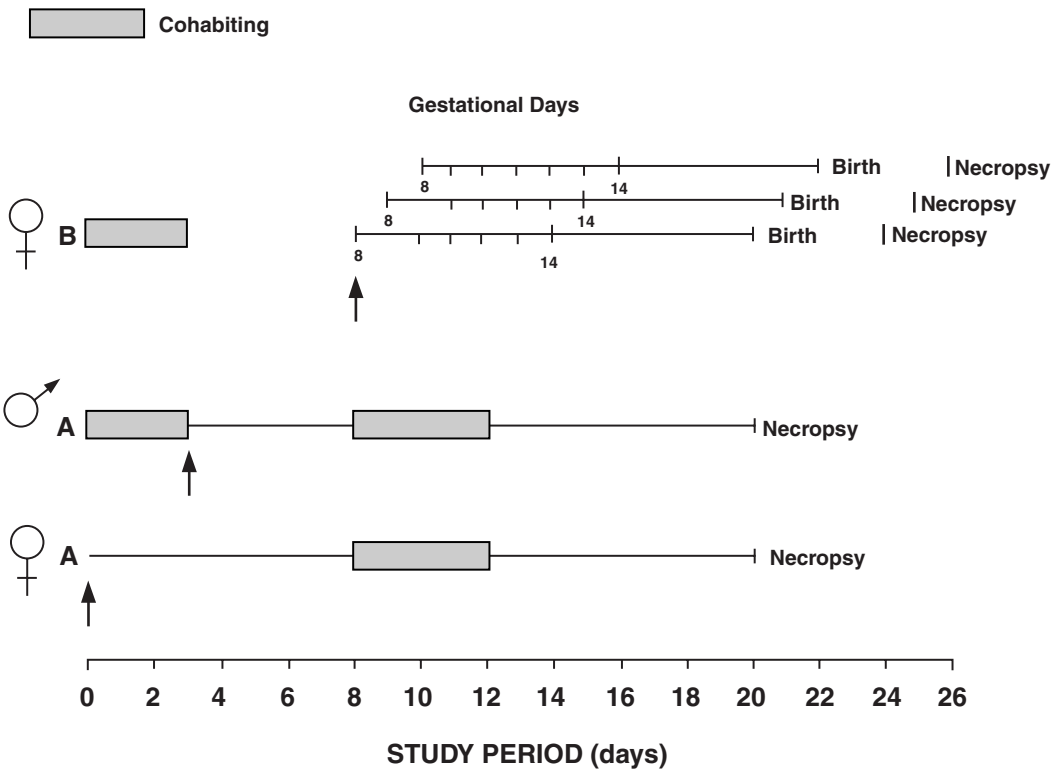 Cohabiting
Gestational Days
Birth Necropsy
8 14
Birth Necropsy
8 14
B Birth Necropsy
8 14
A Necropsy
A Necropsy
0 2 4 6 8 10 12 14 16 18 20 22 24 26
STUDY PERIOD (days)